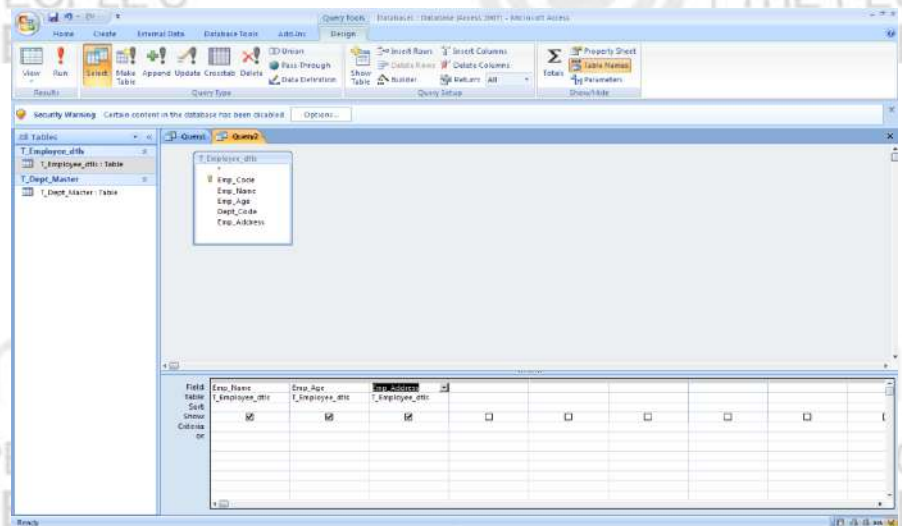 Query Tools Database1 : Database (Access 2007) - Microsoft Access
Home Create External Data Database Tools Add-Ins Design
View Run Select Make Table Append Update Crosstab Delete
Union
Pass-Through
Data Definition
Show Table
Insert Rows
Delete Rows
Builder
Insert Columns
Delete Columns
Return: All
Totals
Property Sheet
Table Names
Parameters
Results Query Type Query Setup Show/Hide
Security Warning Certain content in the database has been disabled Options...
All Tables
Query1 Query2
T_Employee_dtls
T_Employee_dtls : Table
T_Dept_Master
T_Dept_Master : Table
T_Employee_dtls
*
Emp_Code
Emp_Name
Emp_Age
Dept_Code
Emp_Address
Field: Emp_Name Emp_Age Emp_Address
Table: T_Employee_dtls T_Employee_dtls T_Employee_dtls
Sort:
Show:
Criteria:
or:
Ready